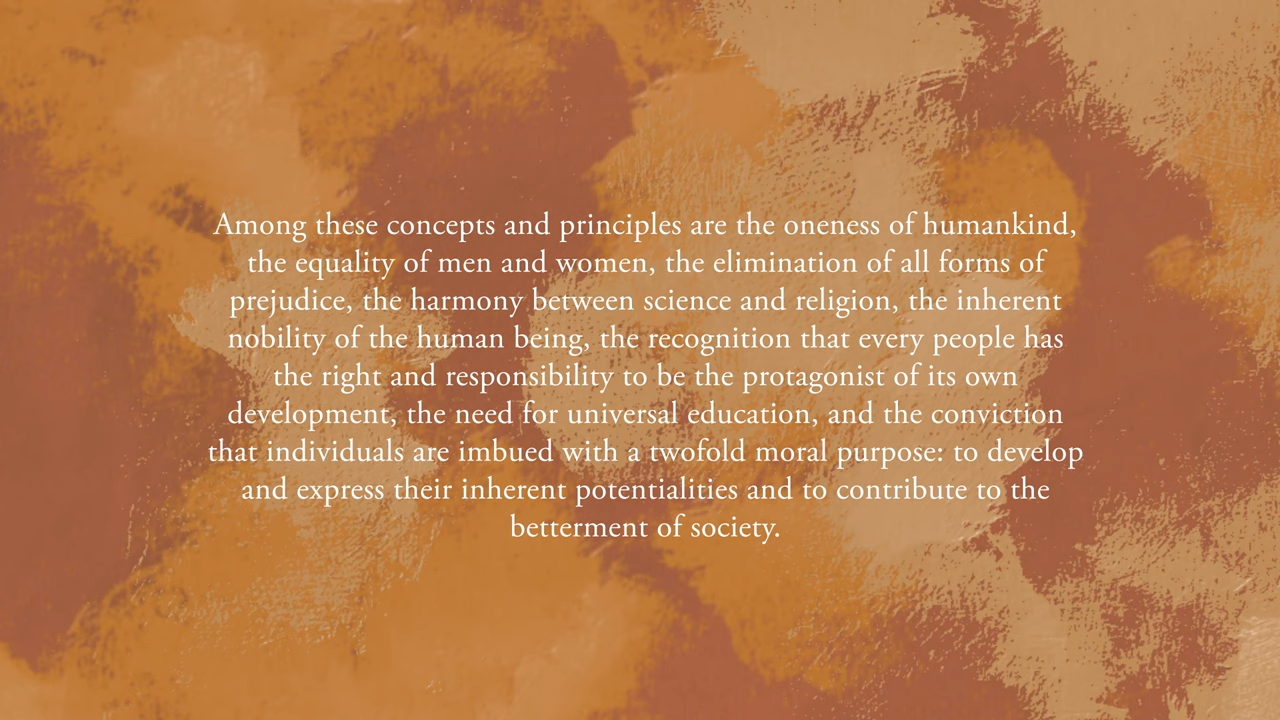 Among these concepts and principles are the oneness of humankind,
the equality of men and women, the elimination of all forms of
prejudice, the harmony between science and religion, the inherent
nobility of the human being, the recognition that every people has
the right and responsibility to be the protagonist of its own
development, the need for universal education, and the conviction
that individuals are imbued with a twofold moral purpose: to develop
and express their inherent potentialities and to contribute to the
betterment of society.